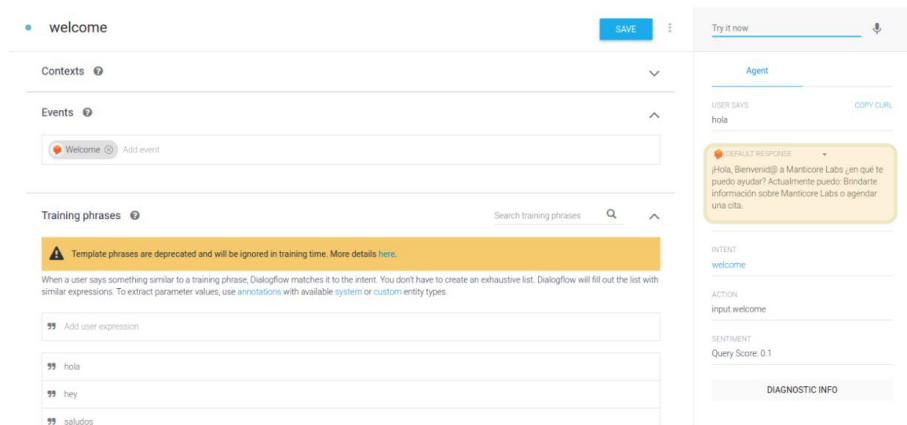 welcome
SAVE
Contexts
Events
Welcome Add event
Training phrases
Search training phrases
Template phrases are deprecated and will be ignored in training time. More details here.
When a user says something similar to a training phrase, Dialogflow matches it to the intent. You don't have to create an exhaustive list. Dialogflow will fill out the list with
similar expressions. To extract parameter values, use annotations with available system or custom entity types.
Add user expression
hola
hey
saludos
Try it now
Agent
USER SAYS COPY CURL
hola
DEFAULT RESPONSE
¡Hola, Bienvenid@ a Manticore Labs ¿en qué te
puedo ayudar? Actualmente puedo: Brindarte
información sobre Manticore Labs o agendar
una cita.
INTENT
welcome
ACTION
input.welcome
SENTIMENT
Query Score: 0.1
DIAGNOSTIC INFO